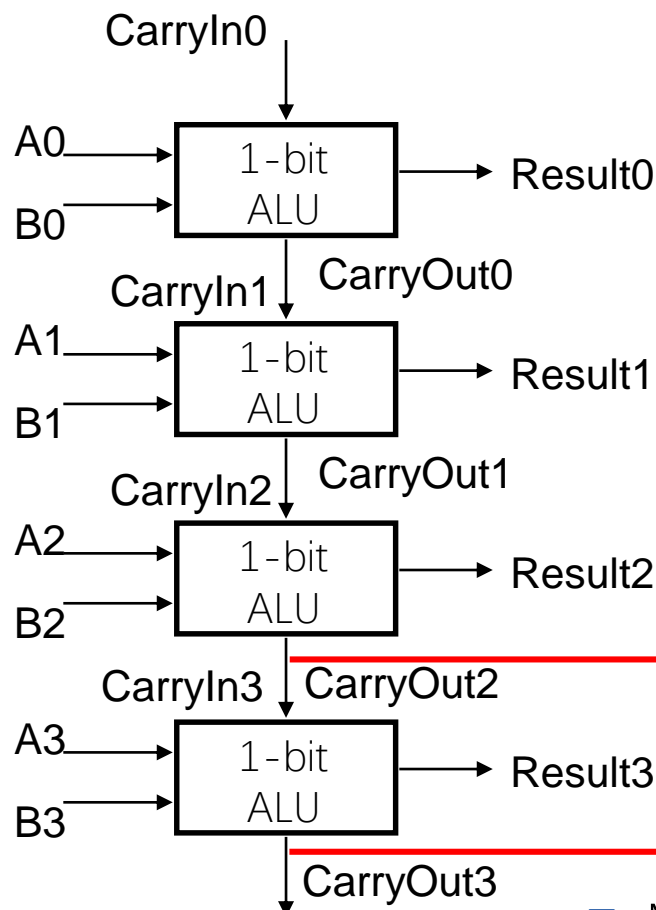 CarryIn0
A0
1-bit
ALU
Result0
B0
CarryOut0
CarryIn1
A1
1-bit
ALU
Result1
B1
CarryOut1
CarryIn2
A2
1-bit
ALU
Result2
B2
CarryIn3
CarryOut2
A3
1-bit
ALU
Result3
B3
CarryOut3